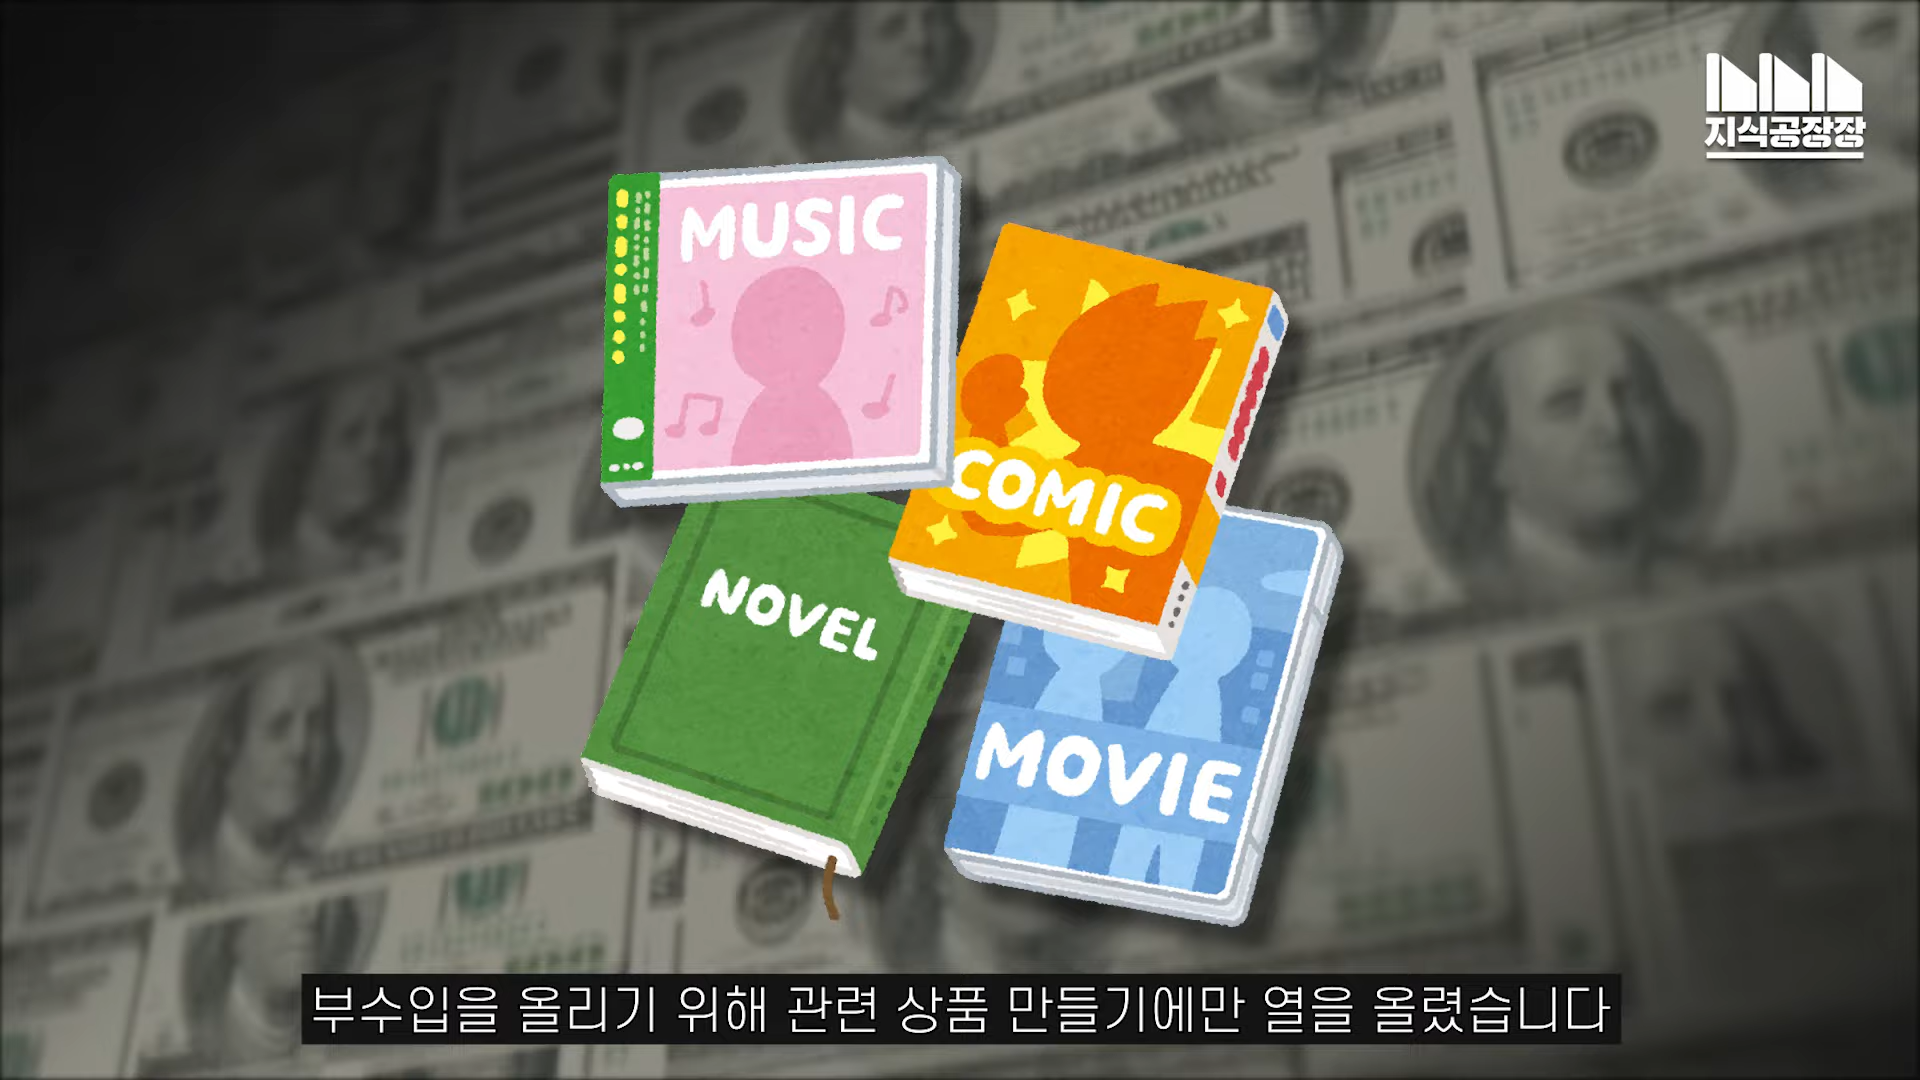 지식공장장
MUSIC
COMIC
NOVEL
MOVIE
부수입을 올리기 위해 관련 상품 만들기에만 열을 올렸습니다